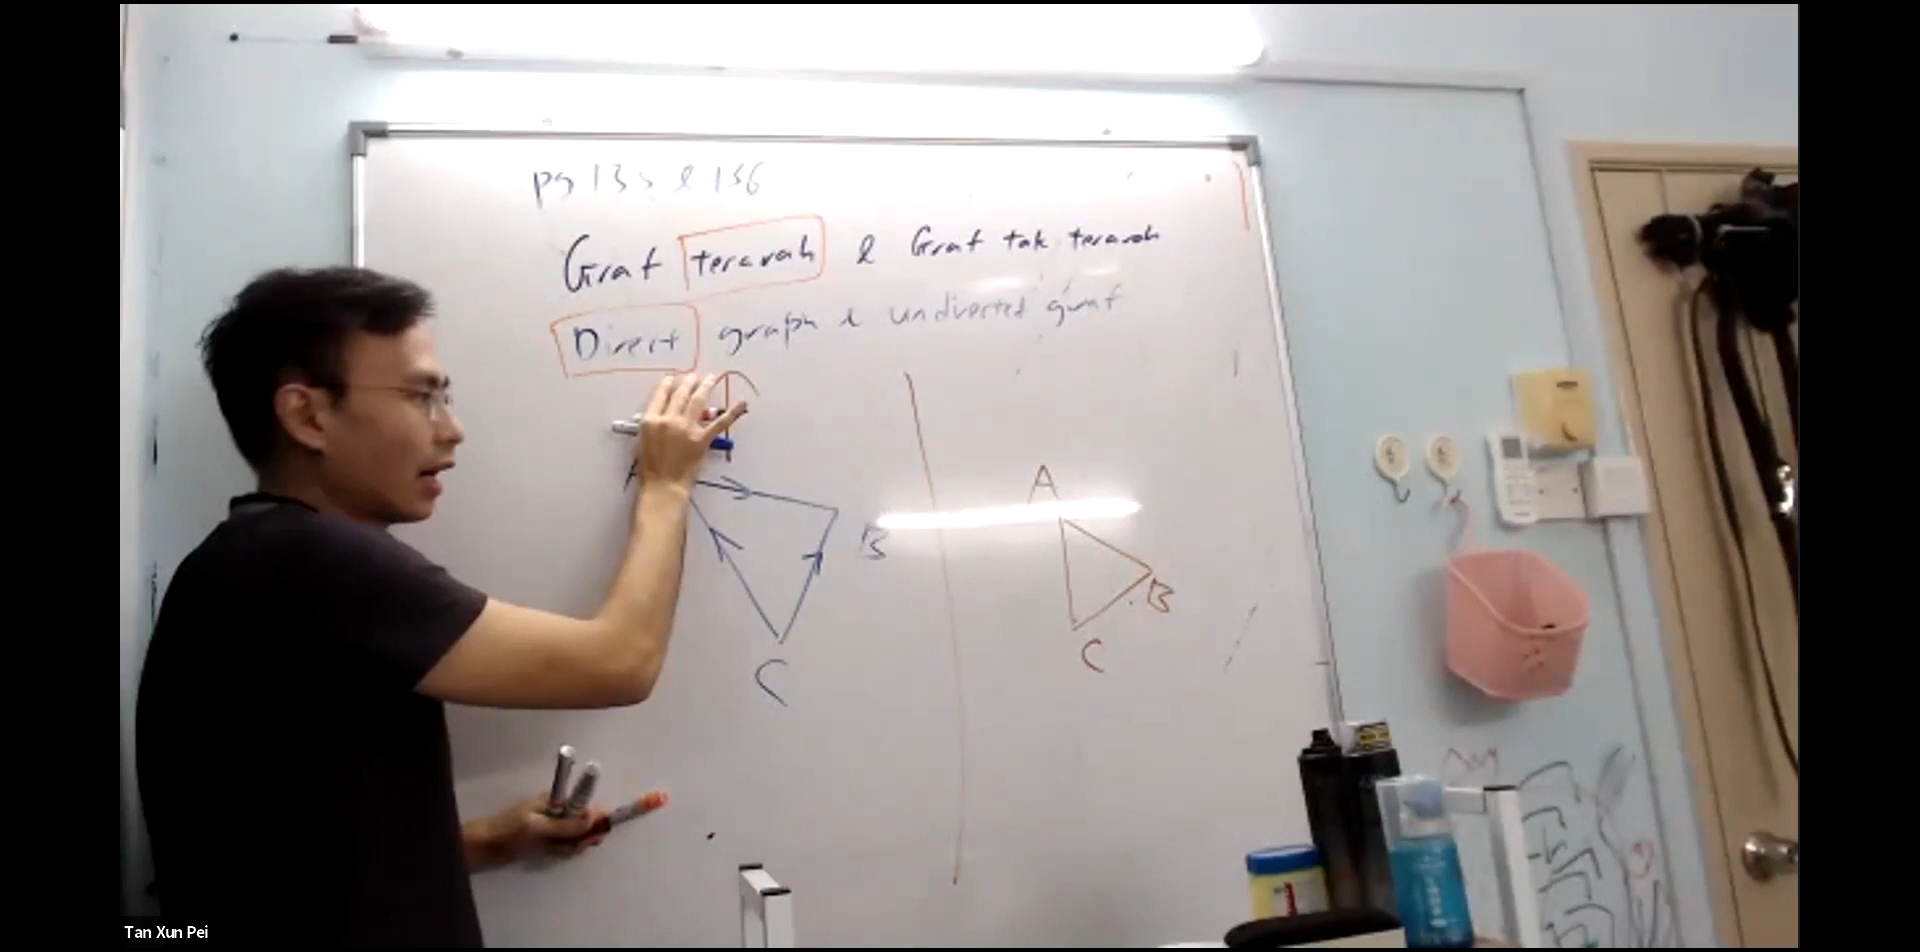 pg 135 & 136
Graf terarah & Graf tak terarah
Direct graph & undirected graf
A
B
C
A
B
C
Tan Xun Pei